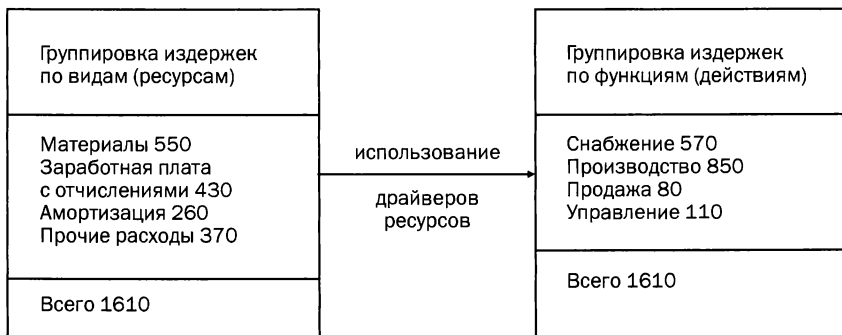 Группировка издержек
по видам (ресурсам)
Материалы 550
Заработная плата
с отчислениями 430
Амортизация 260
Прочие расходы 370
Всего 1610
использование
драйверов
ресурсов
Группировка издержек
по функциям (действиям)
Снабжение 570
Производство 850
Продажа 80
Управление 110
Всего 1610